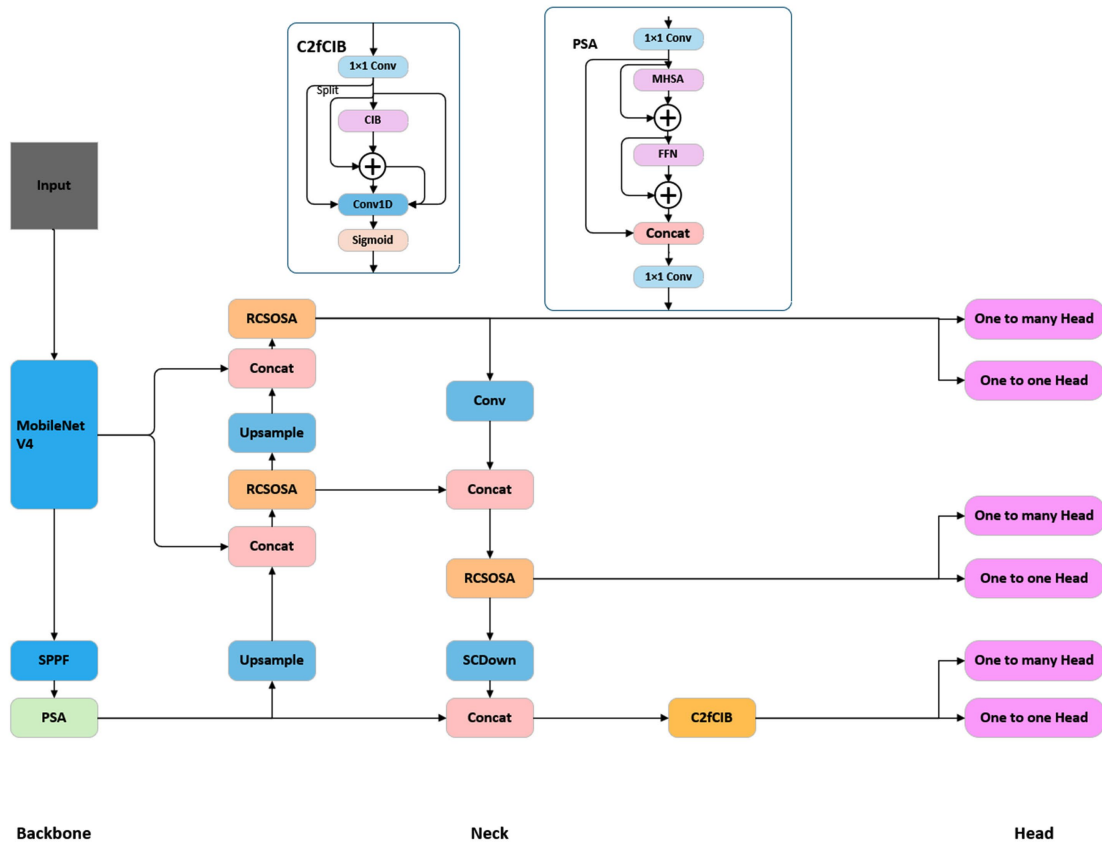 C2fCIB
1×1 Conv
Split
CIB
Conv1D
Sigmoid
PSA
1×1 Conv
MHSA
FFN
Concat
1×1 Conv
Input
MobileNet
V4
SPPF
PSA
RCSOSA
Concat
Upsample
RCSOSA
Concat
Upsample
Conv
Concat
RCSOSA
SCDown
Concat
C2fCIB
One to many Head
One to one Head
One to many Head
One to one Head
One to many Head
One to one Head
Backbone
Neck
Head